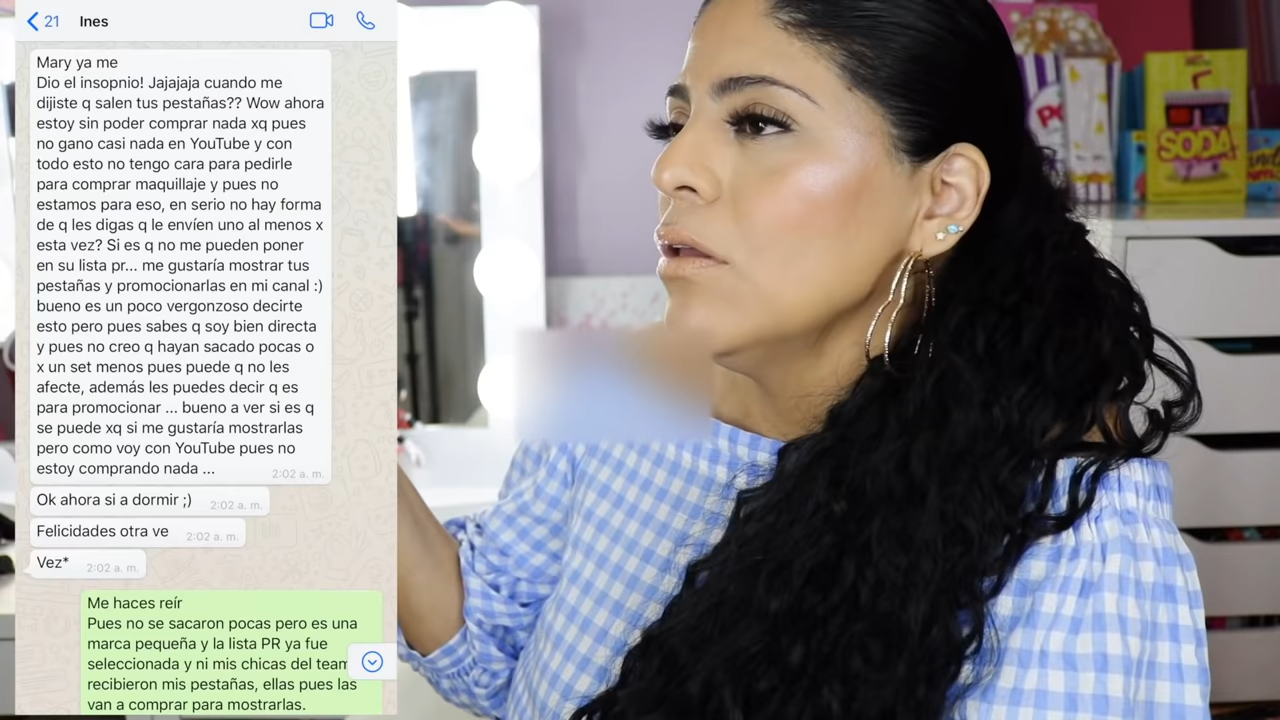 21 Ines
Mary ya me
Dio el insopnio! Jajajaja cuando me
dijiste q salen tus pestañas?? Wow ahora
estoy sin poder comprar nada xq pues
no gano casi nada en YouTube y con
todo esto no tengo cara para pedirle
para comprar maquillaje y pues no
estamos para eso, en serio no hay forma
de q les digas q le envíen uno al menos x
esta vez? Si es q no me pueden poner
en su lista pr... me gustaría mostrar tus
pestañas y promocionarlas en mi canal :)
bueno es un poco vergonzoso decirte
esto pero pues sabes q soy bien directa
y pues no creo q hayan sacado pocas o
x un set menos pues puede q no les
afecte, además les puedes decir q es
para promocionar ... bueno a ver si es q
se puede xq si me gustaría mostrarlas
pero como voy con YouTube pues no
estoy comprando nada ...
2:02 a. m.
Ok ahora si a dormir ;) 2:02 a. m.
Felicidades otra ve 2:02 a. m.
Vez* 2:02 a. m.
Me haces reír
Pues no se sacaron pocas pero es una
marca pequeña y la lista PR ya fue
seleccionada y ni mis chicas del team
recibieron mis pestañas, ellas pues las
van a comprar para mostrarlas.
SODA